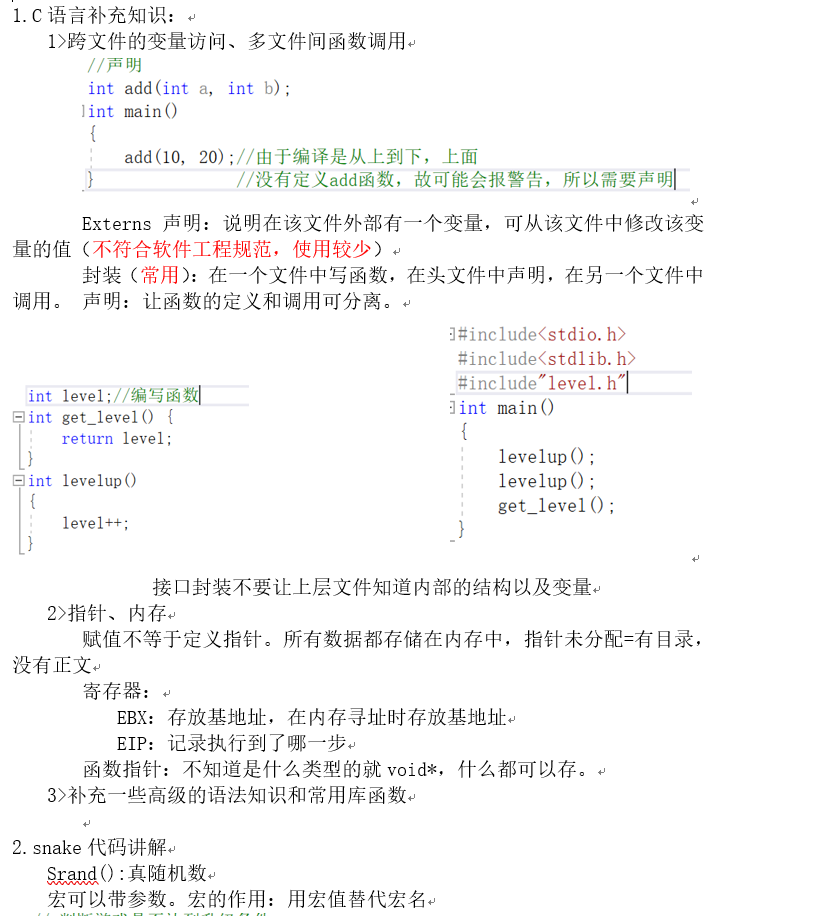 1.C 语言补充知识：
1>跨文件的变量访问、多文件间函数调用
//声明
int add(int a, int b);
int main()
{
add(10, 20);//由于编译是从上到下，上面
} //没有定义add函数，故可能会报警告，所以需要声明
Externs 声明：说明在该文件外部有一个变量，可从该文件中修改该变
量的值（不符合软件工程规范，使用较少）
封装（常用）：在一个文件中写函数，在头文件中声明，在另一个文件中
调用。 声明：让函数的定义和调用可分离。
int level;//编写函数
int get_level() {
return level;
}
int levelup()
{
level++;
}
#include<stdio.h>
#include<stdlib.h>
#include"level.h"
int main()
{
levelup();
levelup();
get_level();
}
接口封装不要让上层文件知道内部的结构以及变量
2>指针、内存
赋值不等于定义指针。所有数据都存储在内存中，指针未分配=有目录，
没有正文
寄存器：
EBX：存放基地址，在内存寻址时存放基地址
EIP：记录执行到了哪一步
函数指针：不知道是什么类型的就 void*，什么都可以存。
3>补充一些高级的语法知识和常用库函数
2.snake 代码讲解
Srand():真随机数
宏可以带参数。宏的作用：用宏值替代宏名